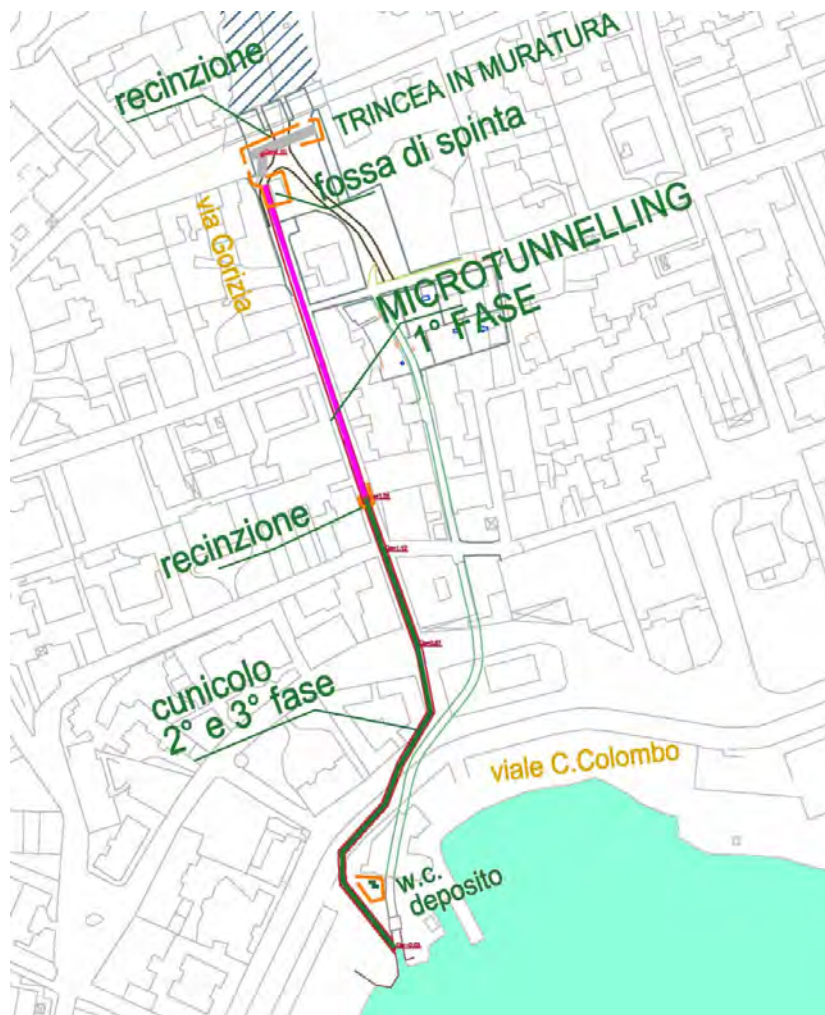 recinzione
TRINCEA IN MURATURA
fossa di spinta
via Gorizia
MICROTUNNELLING
1° FASE
recinzione
cunicolo
2° e 3° fase
viale C.Colombo
w.c.
deposito